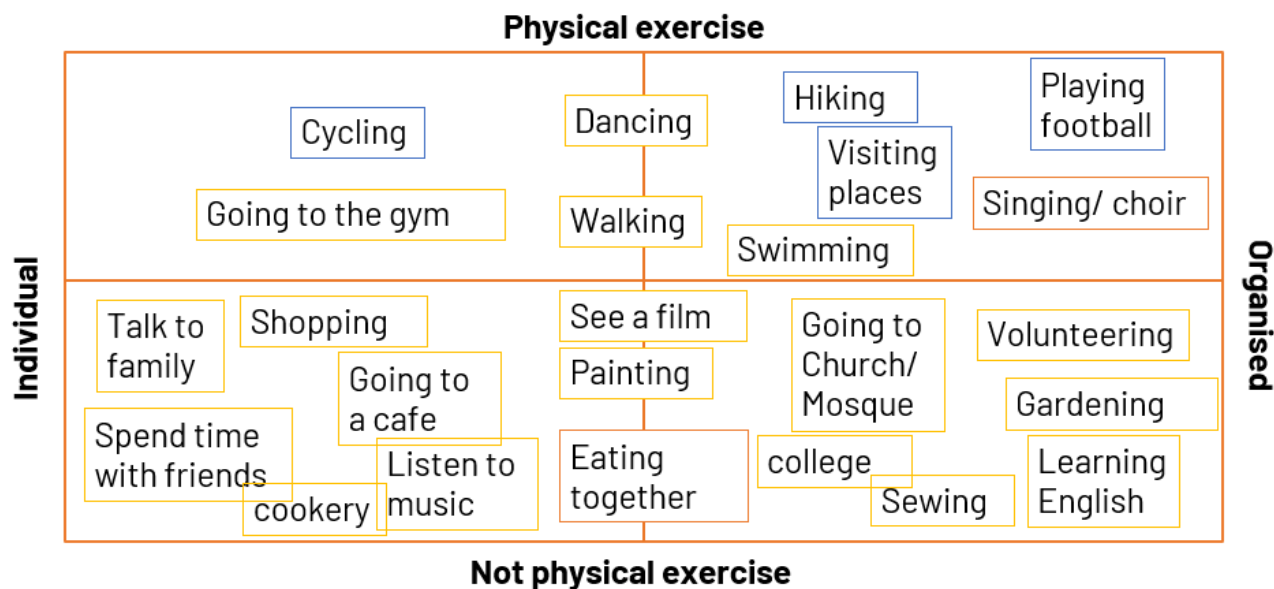 Physical exercise
Individual
Organised
Cycling
Going to the gym
Dancing
Walking
Hiking
Visiting
places
Swimming
Playing
football
Singing/ choir
Talk to
family
Shopping
Going to
a cafe
Spend time
with friends
cookery
Listen to
music
See a film
Painting
Eating
together
Going to
Church/
Mosque
college
Sewing
Volunteering
Gardening
Learning
English
Not physical exercise